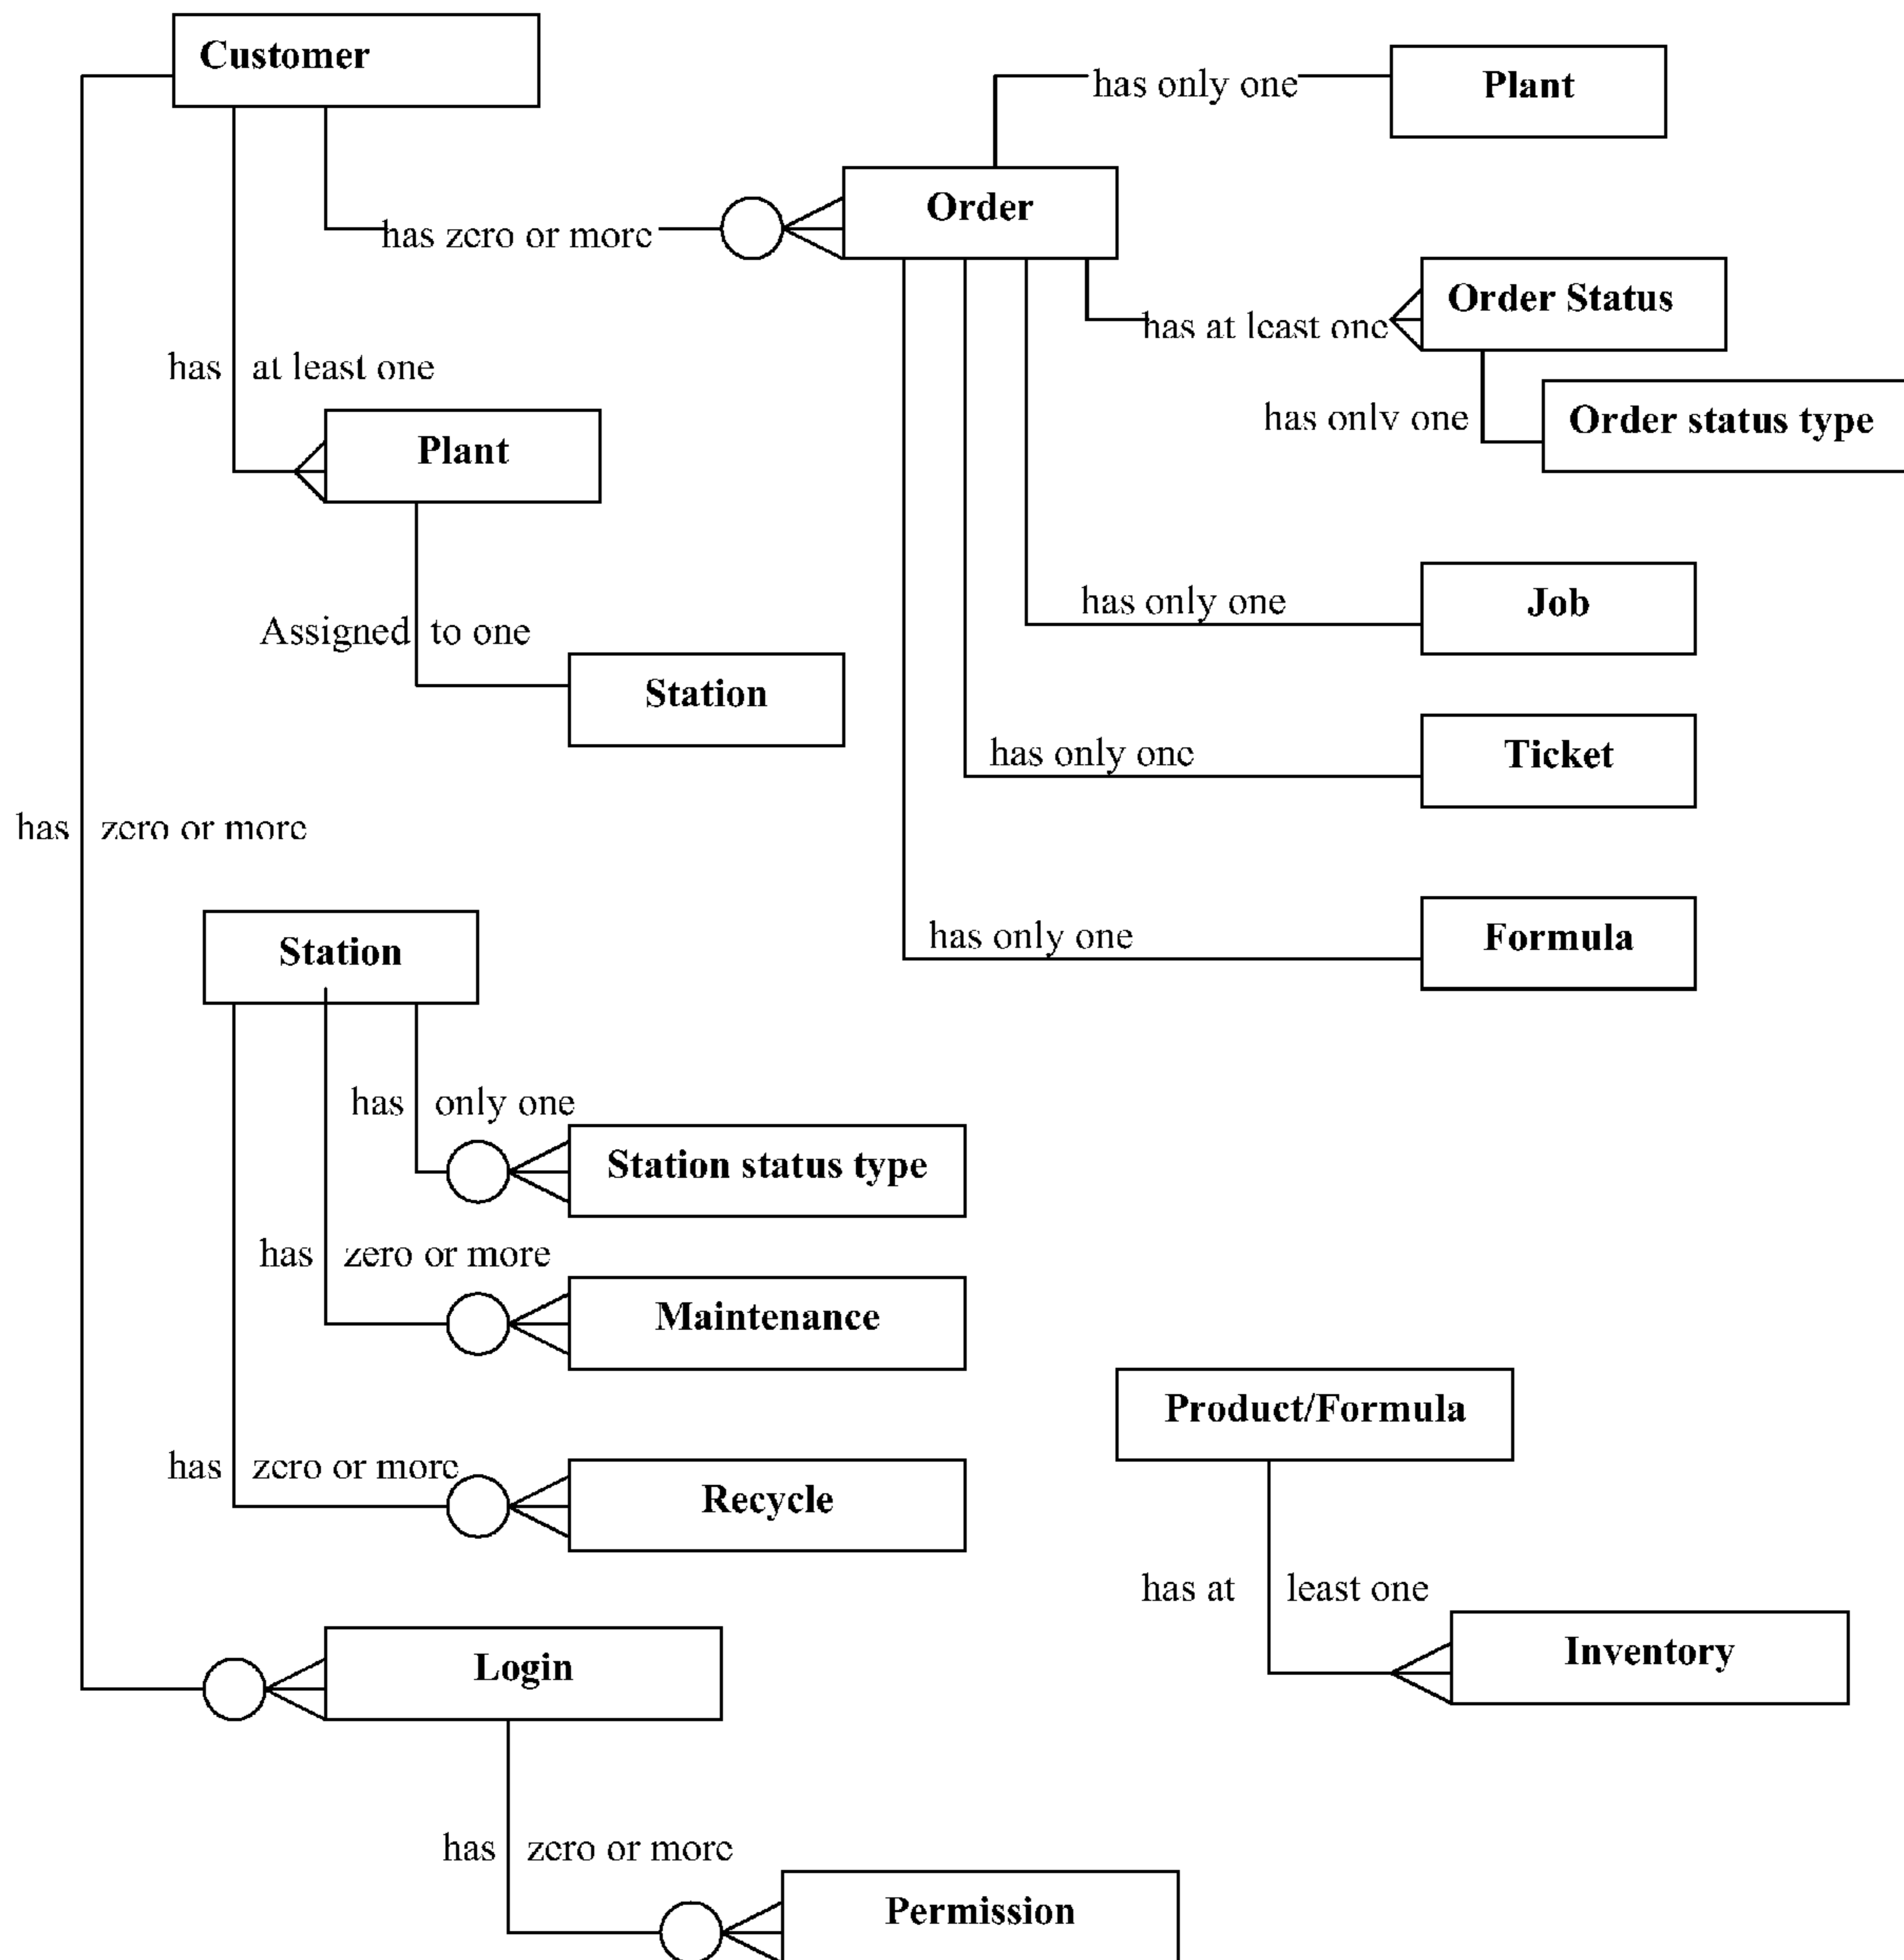 Customer
Plant
has only one
Order
has zero or more
Order Status
has at least one
has at least one
Order status type
has only one
Plant
Job
has only one
Assigned to one
Station
Ticket
has only one
has zero or more
Formula
has only one
Station
has only one
Station status type
has zero or more
Maintenance
Product/Formula
has zero or more
Recycle
has at least one
Inventory
Login
has zero or more
Permission